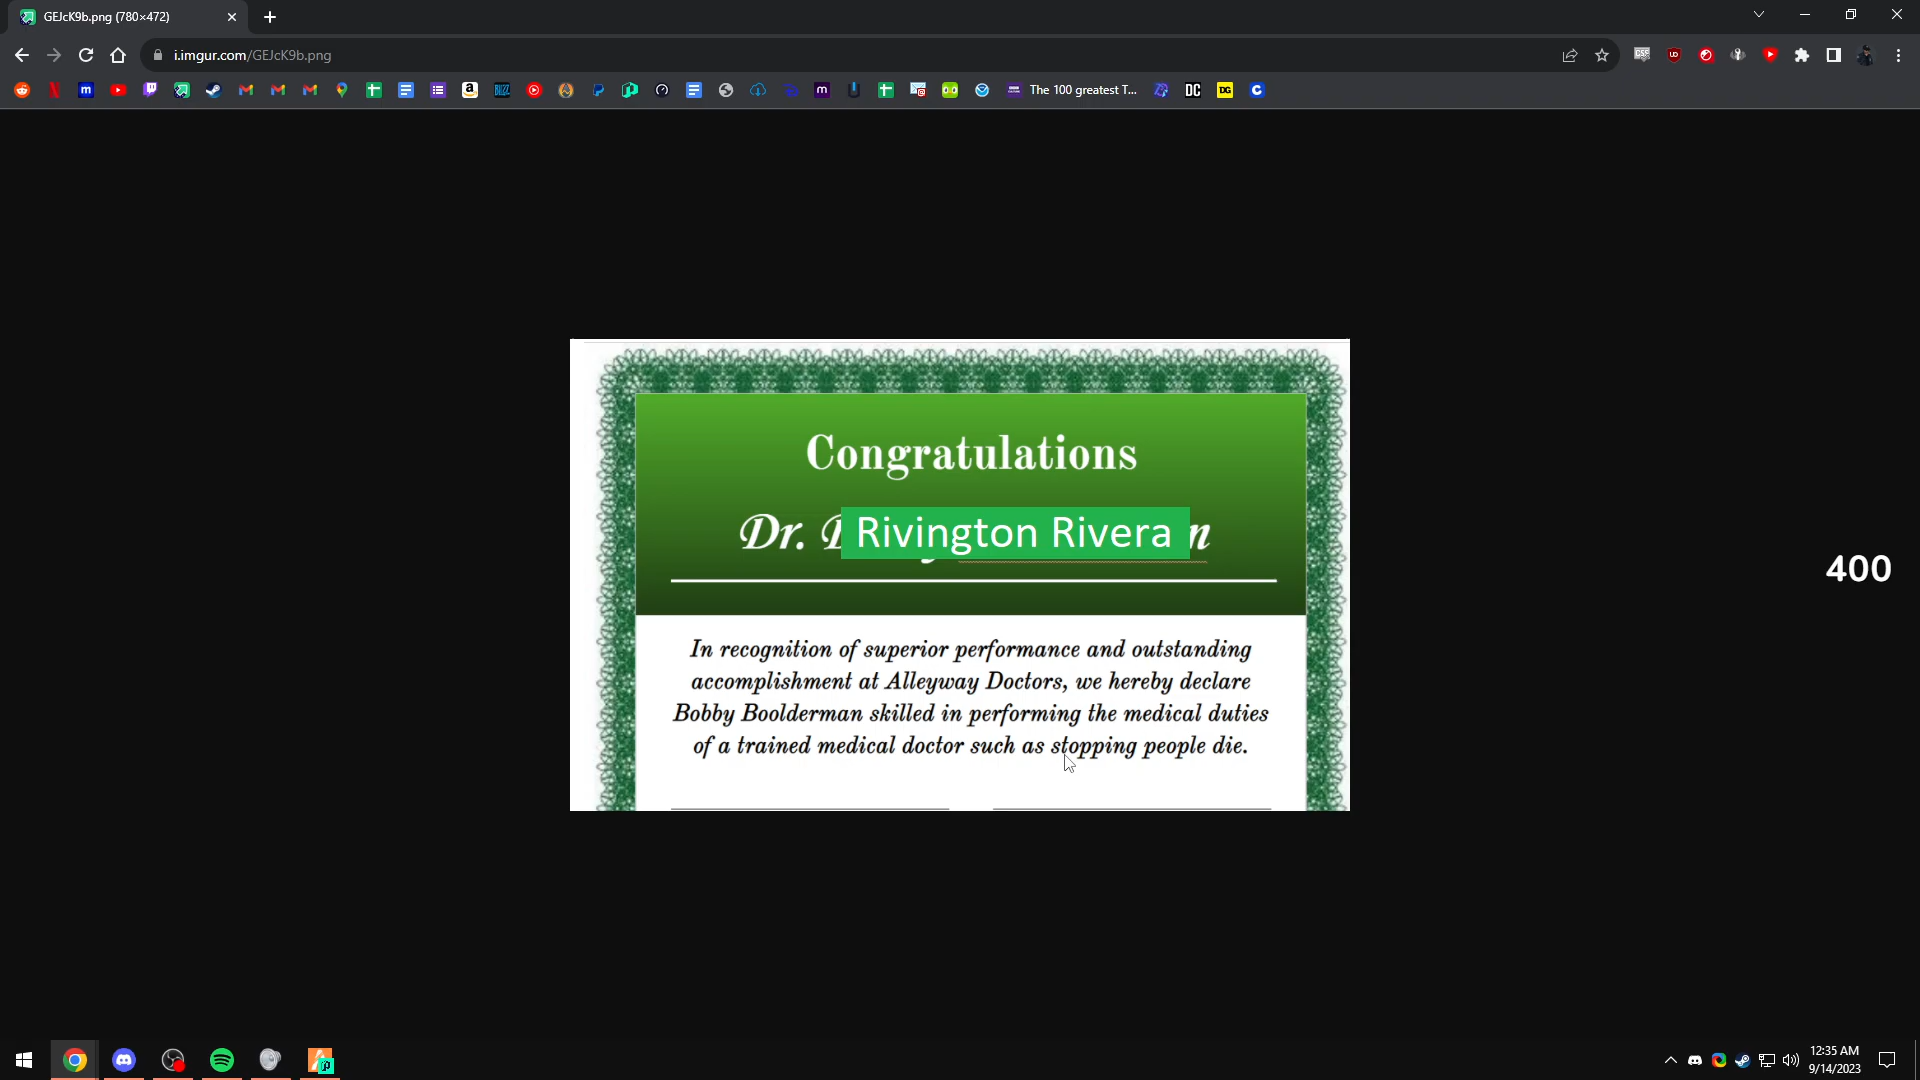 GEJcK9b.png (780×472)
i.imgur.com/GEJcK9b.png
The 100 greatest T...
DC
DG
Congratulations
Dr. Rivington Rivera n
400
In recognition of superior performance and outstanding
accomplishment at Alleyway Doctors, we hereby declare
Bobby Boolderman skilled in performing the medical duties
of a trained medical doctor such as stopping people die.
12:35 AM
9/14/2023